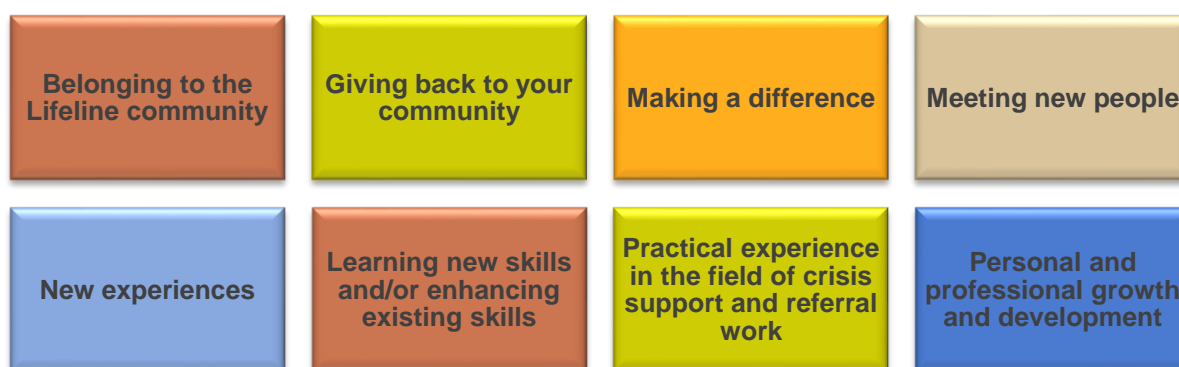 Belonging to the
Lifeline community
Giving back to your
community
Making a difference
Meeting new people
New experiences
Learning new skills
and/or enhancing
existing skills
Practical experience
in the field of crisis
support and referral
work
Personal and
professional growth
and development